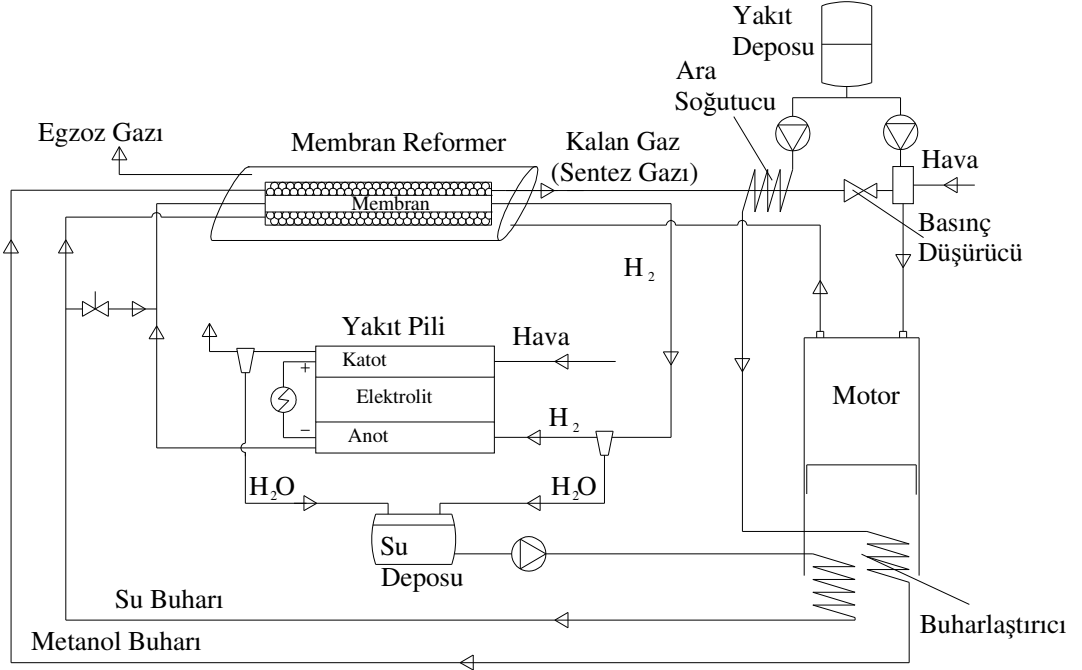 Yakıt
Deposu
Ara
Soğutucu
Egzoz Gazı
Membran Reformer
Kalan Gaz
(Sentez Gazı)
Hava
Membran
Basınç
Düşürücü
H₂
Yakıt Pili
Hava
Katot
+
Elektrolit
Motor
H₂
−
Anot
H₂O
H₂O
Su
Deposu
Su Buharı
Buharlaştırıcı
Metanol Buharı